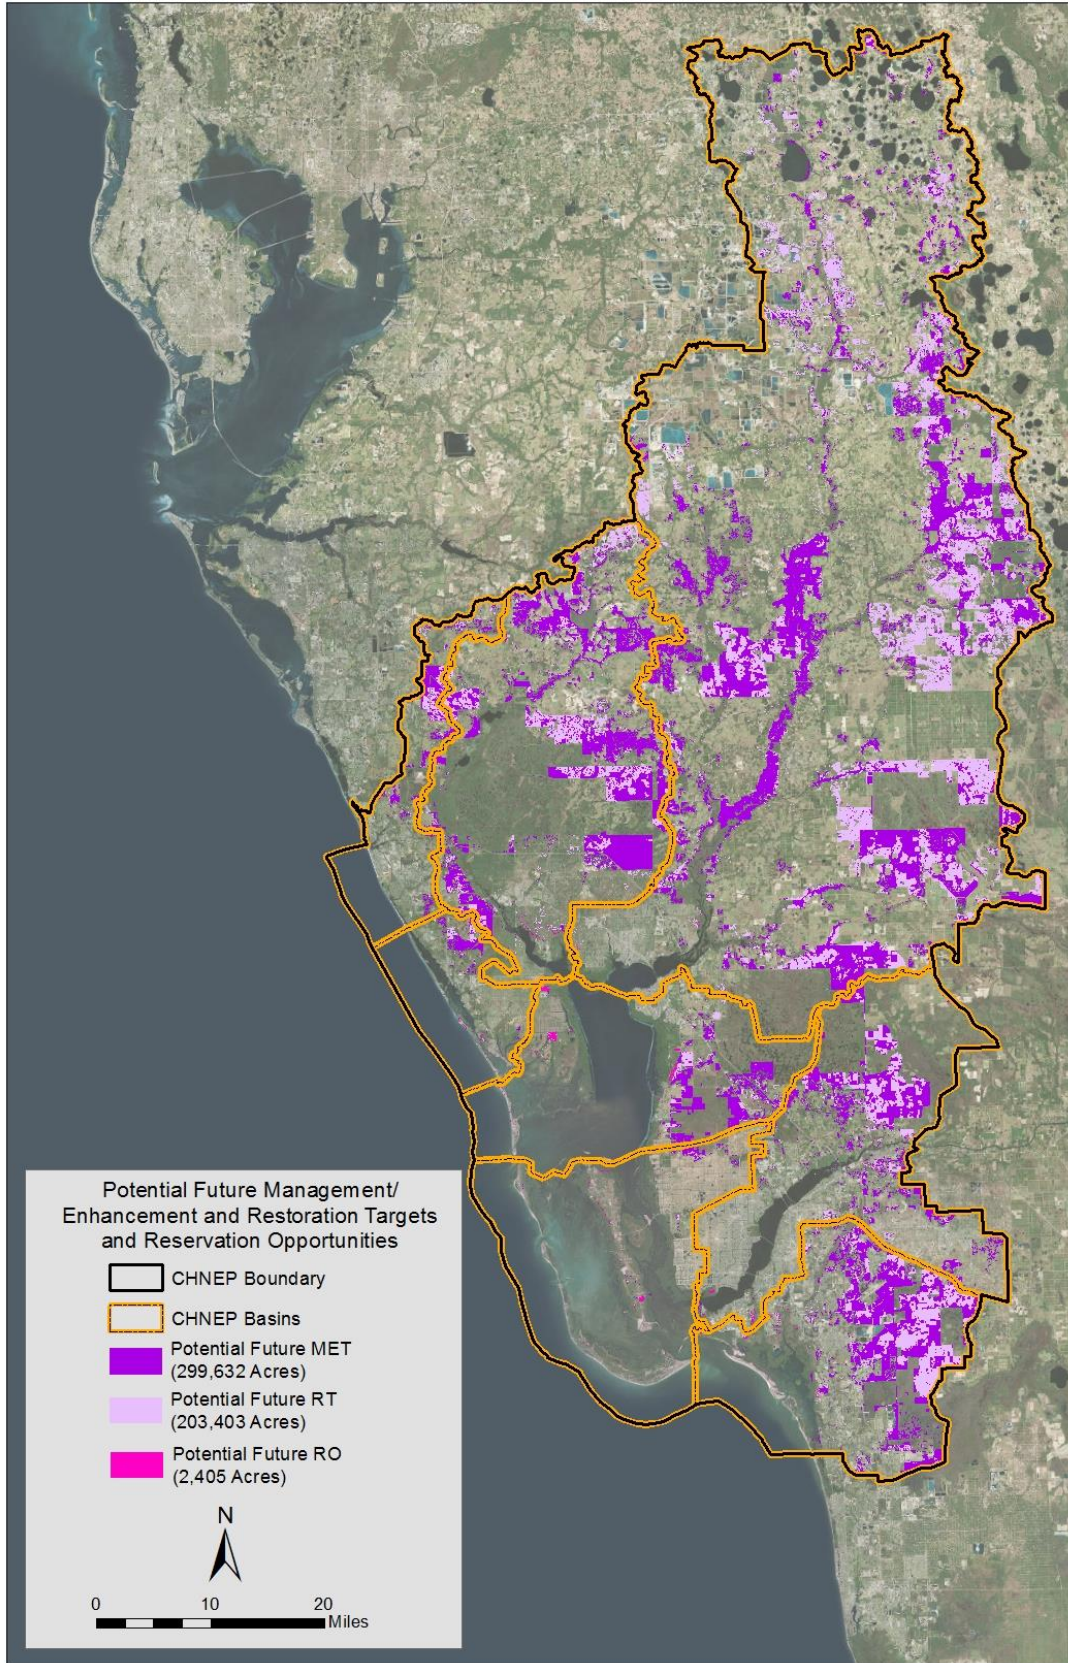 Potential Future Management/
Enhancement and Restoration Targets
and Reservation Opportunities
CHNEP Boundary
CHNEP Basins
Potential Future MET
(299,632 Acres)
Potential Future RT
(203,403 Acres)
Potential Future RO
(2,405 Acres)
N
0 10 20
Miles